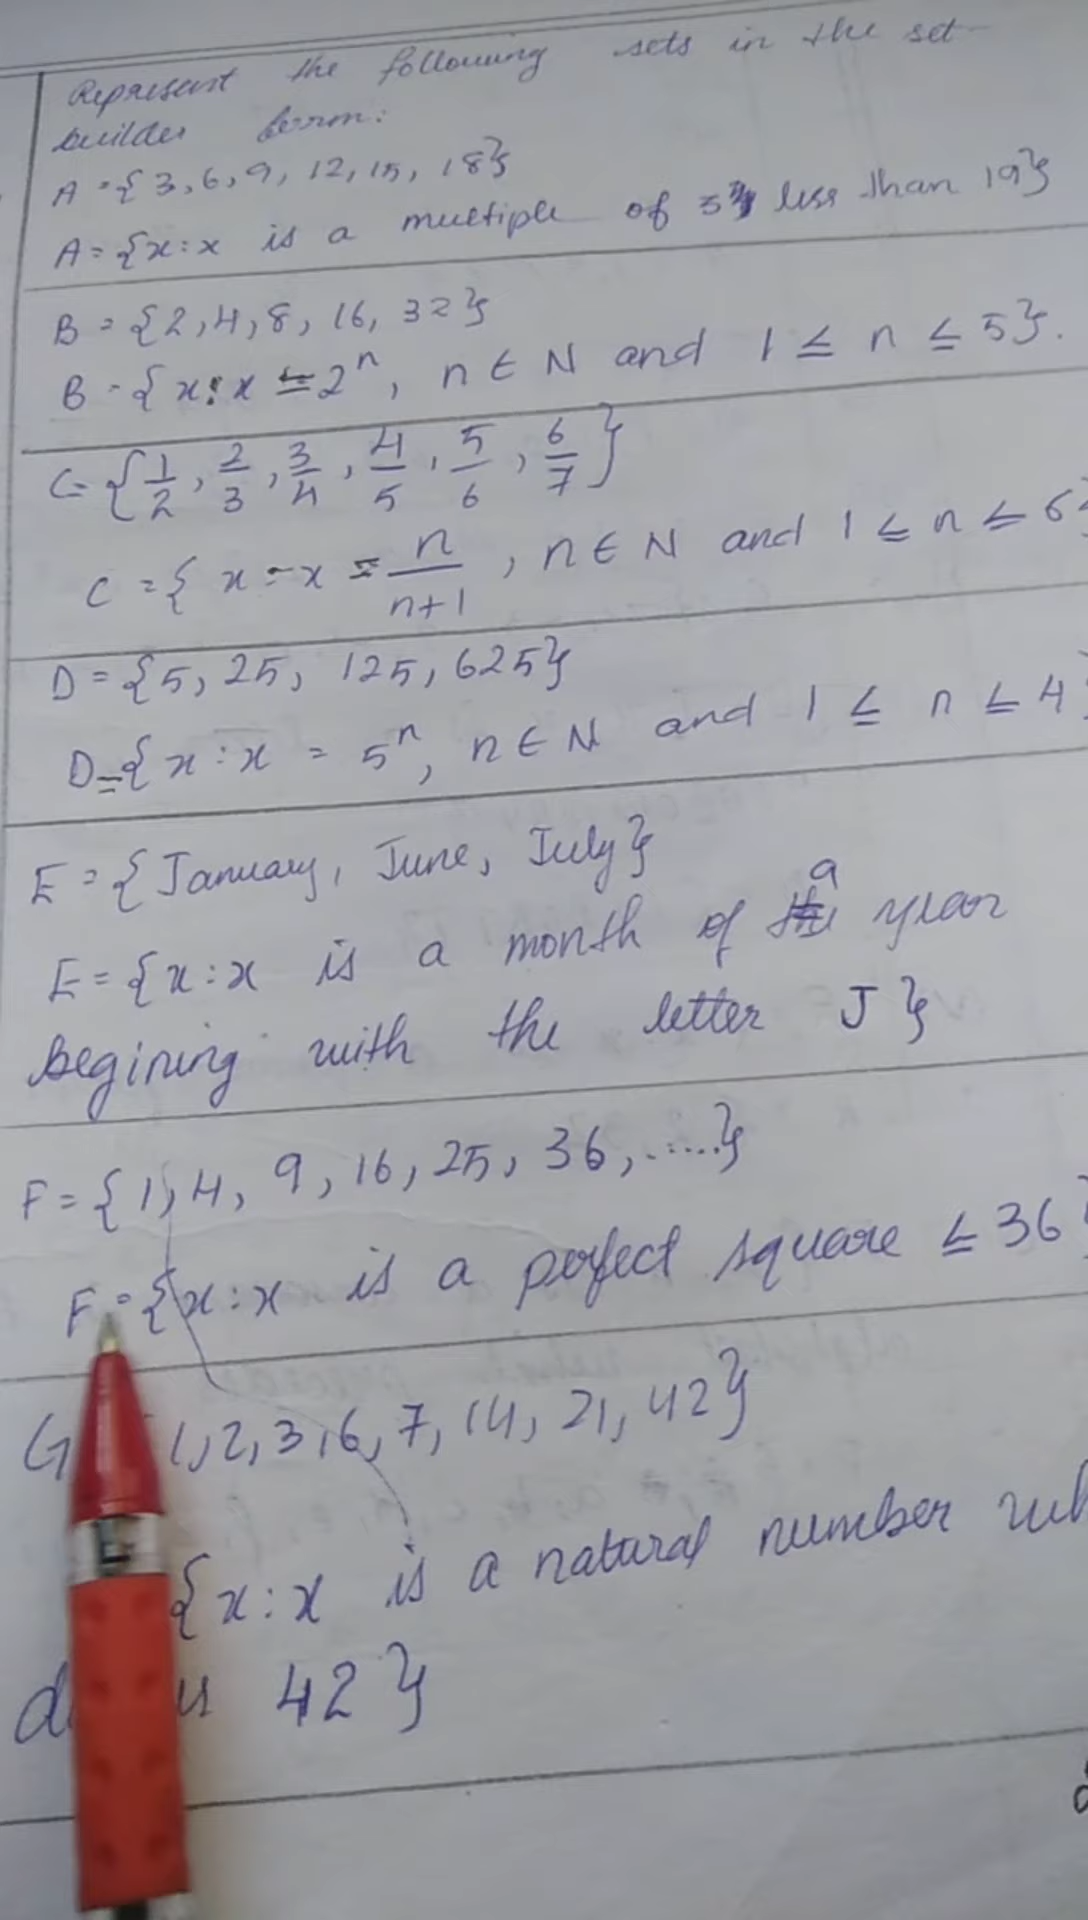 Represent the following sets in the set-
builder form:
A = {3, 6, 9, 12, 15, 18}
A = {x : x is a multiple of 3 less than 19}
B = {2, 4, 8, 16, 32}
B = {x : x = 2ⁿ, n ∈ N and 1 ≤ n ≤ 5}.
C = {1/2, 2/3, 3/4, 4/5, 5/6, 6/7}
C = {x - x = n/n+1, n ∈ N and 1 ≤ n ≤ 6}
D = {5, 25, 125, 625}
D = {x : x = 5ⁿ, n ∈ N and 1 ≤ n ≤ 4}
E = {January, June, July}
E = {x : x is a month of a year
begining with the letter J}
F = {1, 4, 9, 16, 25, 36, .....}
F = {x : x is a perfect square ≤ 36}
G 1, 2, 3, 6, 7, 14, 21, 42}
{x : x is a natural number
42}